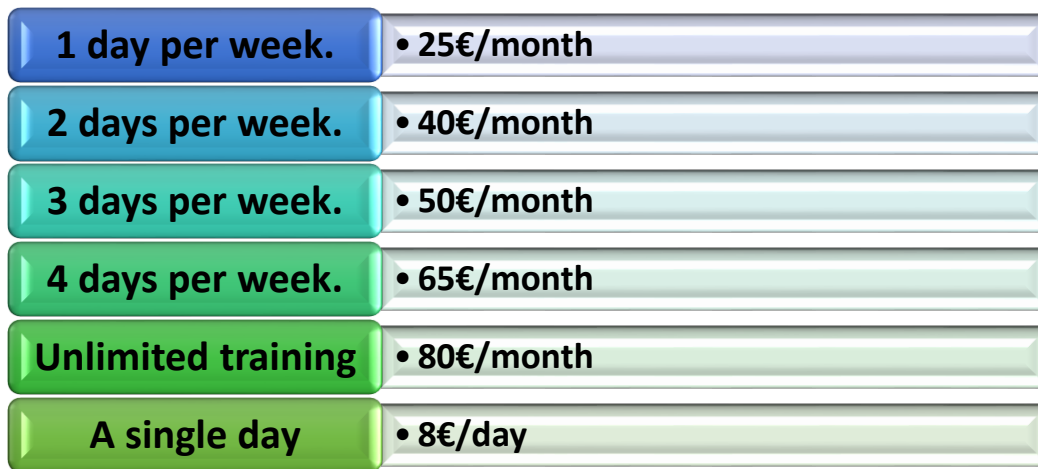 1 day per week.
• 25€/month
2 days per week.
• 40€/month
3 days per week.
• 50€/month
4 days per week.
• 65€/month
Unlimited training
• 80€/month
A single day
• 8€/day